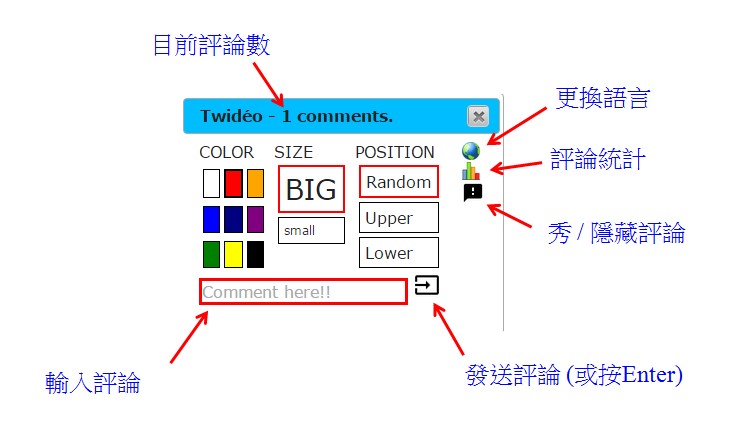 目前評論數
更換語言
Twidéo - 1 comments.
COLOR SIZE POSITION
評論統計
BIG
Random
秀 / 隱藏評論
small
Upper
Lower
Comment here!!
輸入評論
發送評論 (或按Enter)